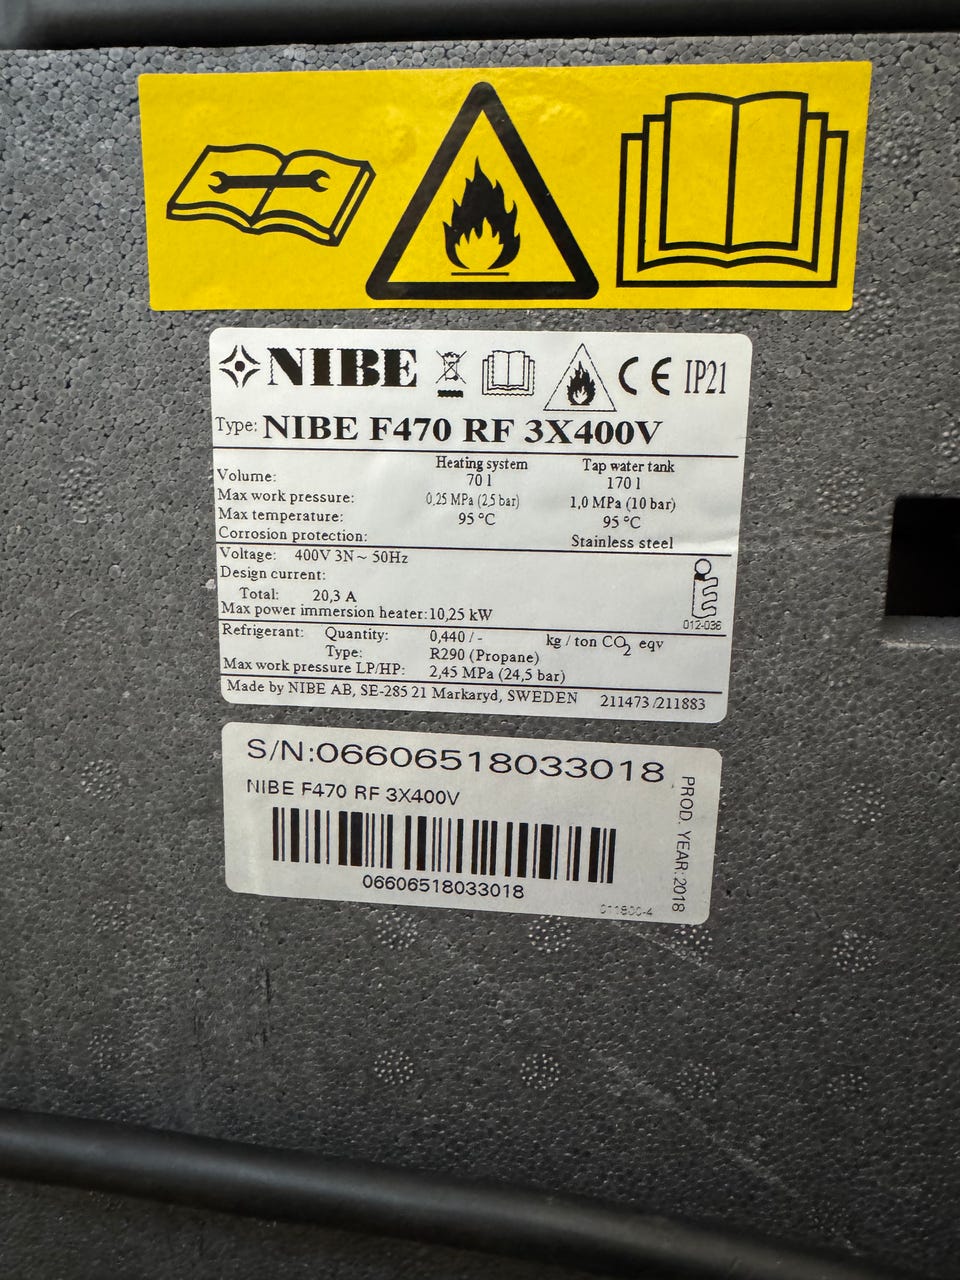 NIBE CE IP21
Type: NIBE F470 RF 3X400V
Heating system Tap water tank
Volume: 70 l 170 l
Max work pressure: 0,25 MPa (2,5 bar) 1,0 MPa (10 bar)
Max temperature: 95 °C 95 °C
Corrosion protection: Stainless steel
Voltage: 400V 3N~ 50Hz
Design current:
Total: 20,3 A
Max power immersion heater: 10,25 kW
012-036
Refrigerant: Quantity: 0,440 / - kg / ton CO2 eqv
Type: R290 (Propane)
Max work pressure LP/HP: 2,45 MPa (24,5 bar)
Made by NIBE AB, SE-285 21 Markaryd, SWEDEN 211473 /211883
S/N:06606518033018
NIBE F470 RF 3X400V
06606518033018
PROD. YEAR:2018
011800-4